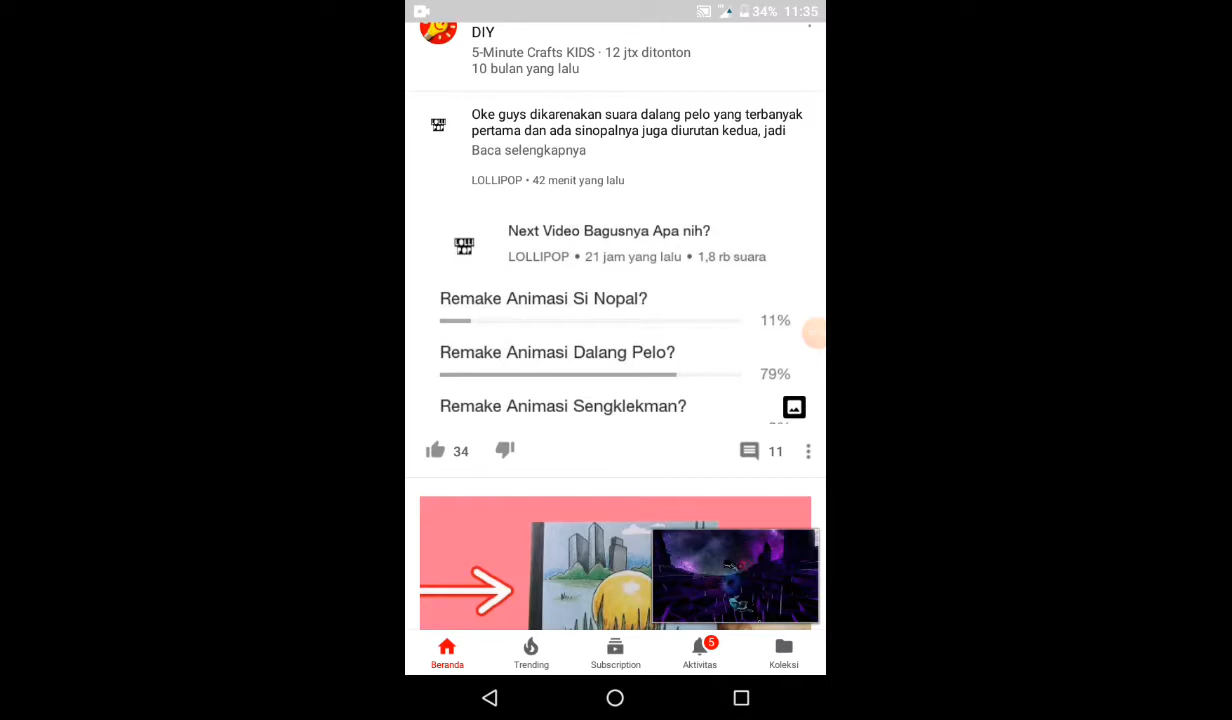 34% 11:35
DIY
5-Minute Crafts KIDS · 12 jtx ditonton
10 bulan yang lalu
Oke guys dikarenakan suara dalang pelo yang terbanyak
pertama dan ada sinopalnya juga diurutan kedua, jadi
Baca selengkapnya
LOLLIPOP • 42 menit yang lalu
Next Video Bagusnya Apa nih?
LOLLIPOP • 21 jam yang lalu • 1,8 rb suara
Remake Animasi Si Nopal?
11%
Remake Animasi Dalang Pelo?
79%
Remake Animasi Sengklekman?
34
11
5
Beranda
Trending
Subscription
Aktivitas
Koleksi